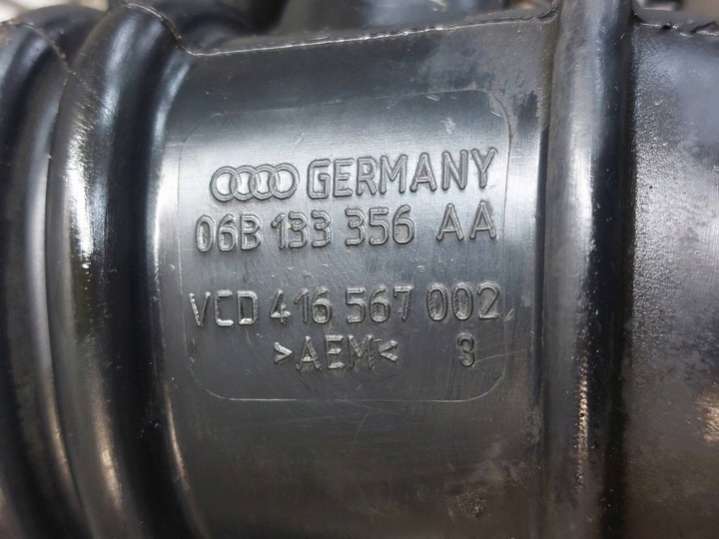 GERMANY
06B 133 356 AA
VCD 416 567 002
>AEM< 3